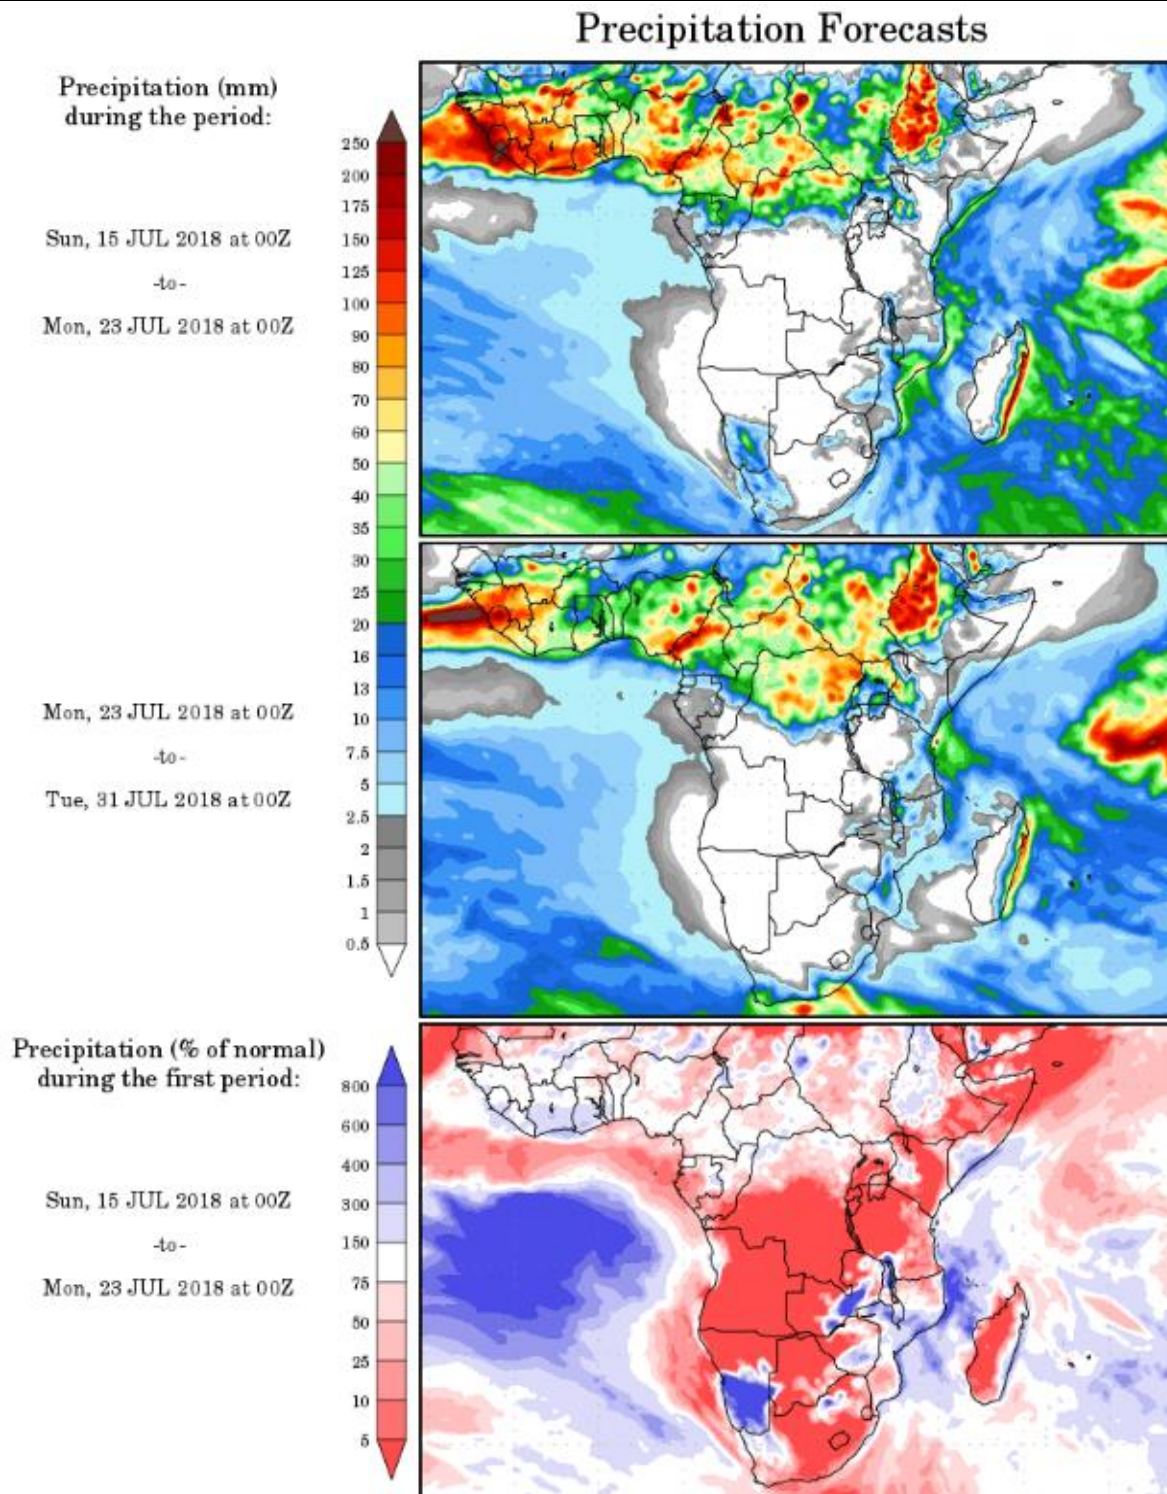 Precipitation Forecasts
Precipitation (mm)
during the period:
Sun, 15 JUL 2018 at 00Z
-to-
Mon, 23 JUL 2018 at 00Z
250
200
175
150
125
100
90
80
70
60
50
40
35
30
25
20
16
13
10
7.5
5
2.5
2
1.5
1
0.5
Mon, 23 JUL 2018 at 00Z
-to-
Tue, 31 JUL 2018 at 00Z
Precipitation (% of normal)
during the first period:
Sun, 15 JUL 2018 at 00Z
-to-
Mon, 23 JUL 2018 at 00Z
800
600
400
300
150
75
50
25
10
5